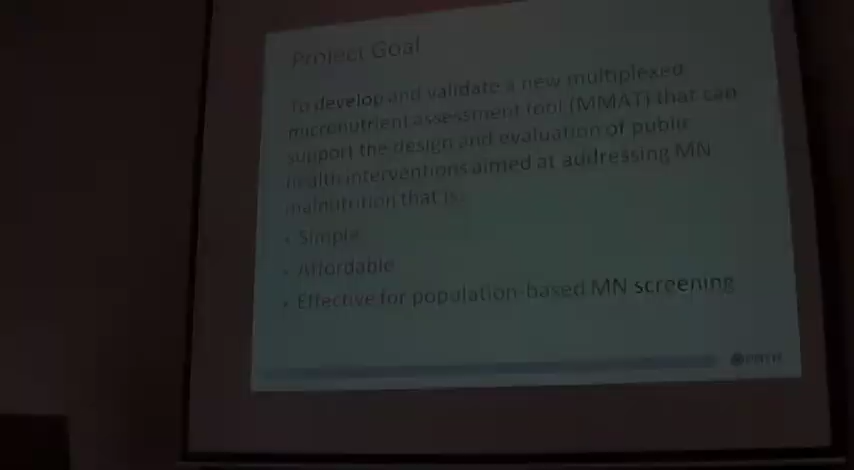 Project Goal
To develop and validate a new multiplexed
micronutrient assessment tool (MMAT) that can
support the design and evaluation of public
health interventions aimed at addressing MN
malnutrition that is:
• Simple
• Affordable
• Effective for population-based MN screening
PATH